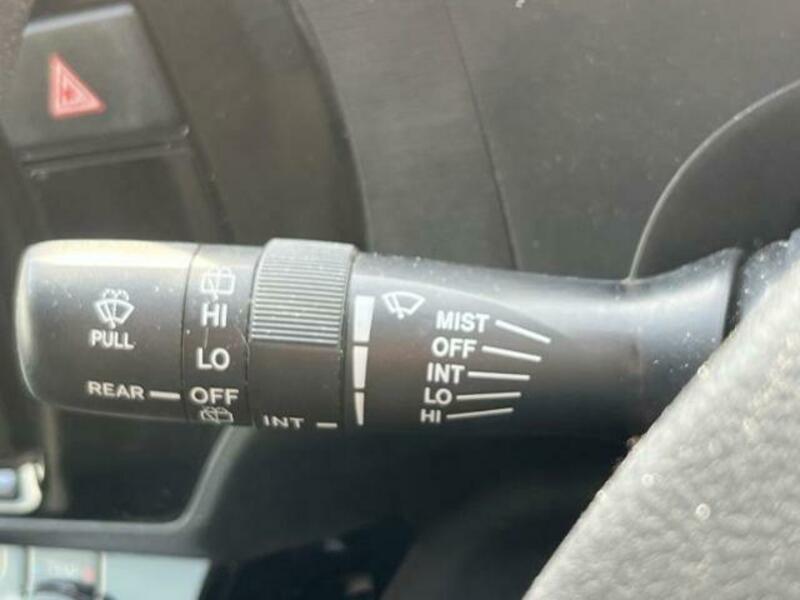 PULL
REAR
HI
LO
OFF
INT
MIST
OFF
INT
LO
HI